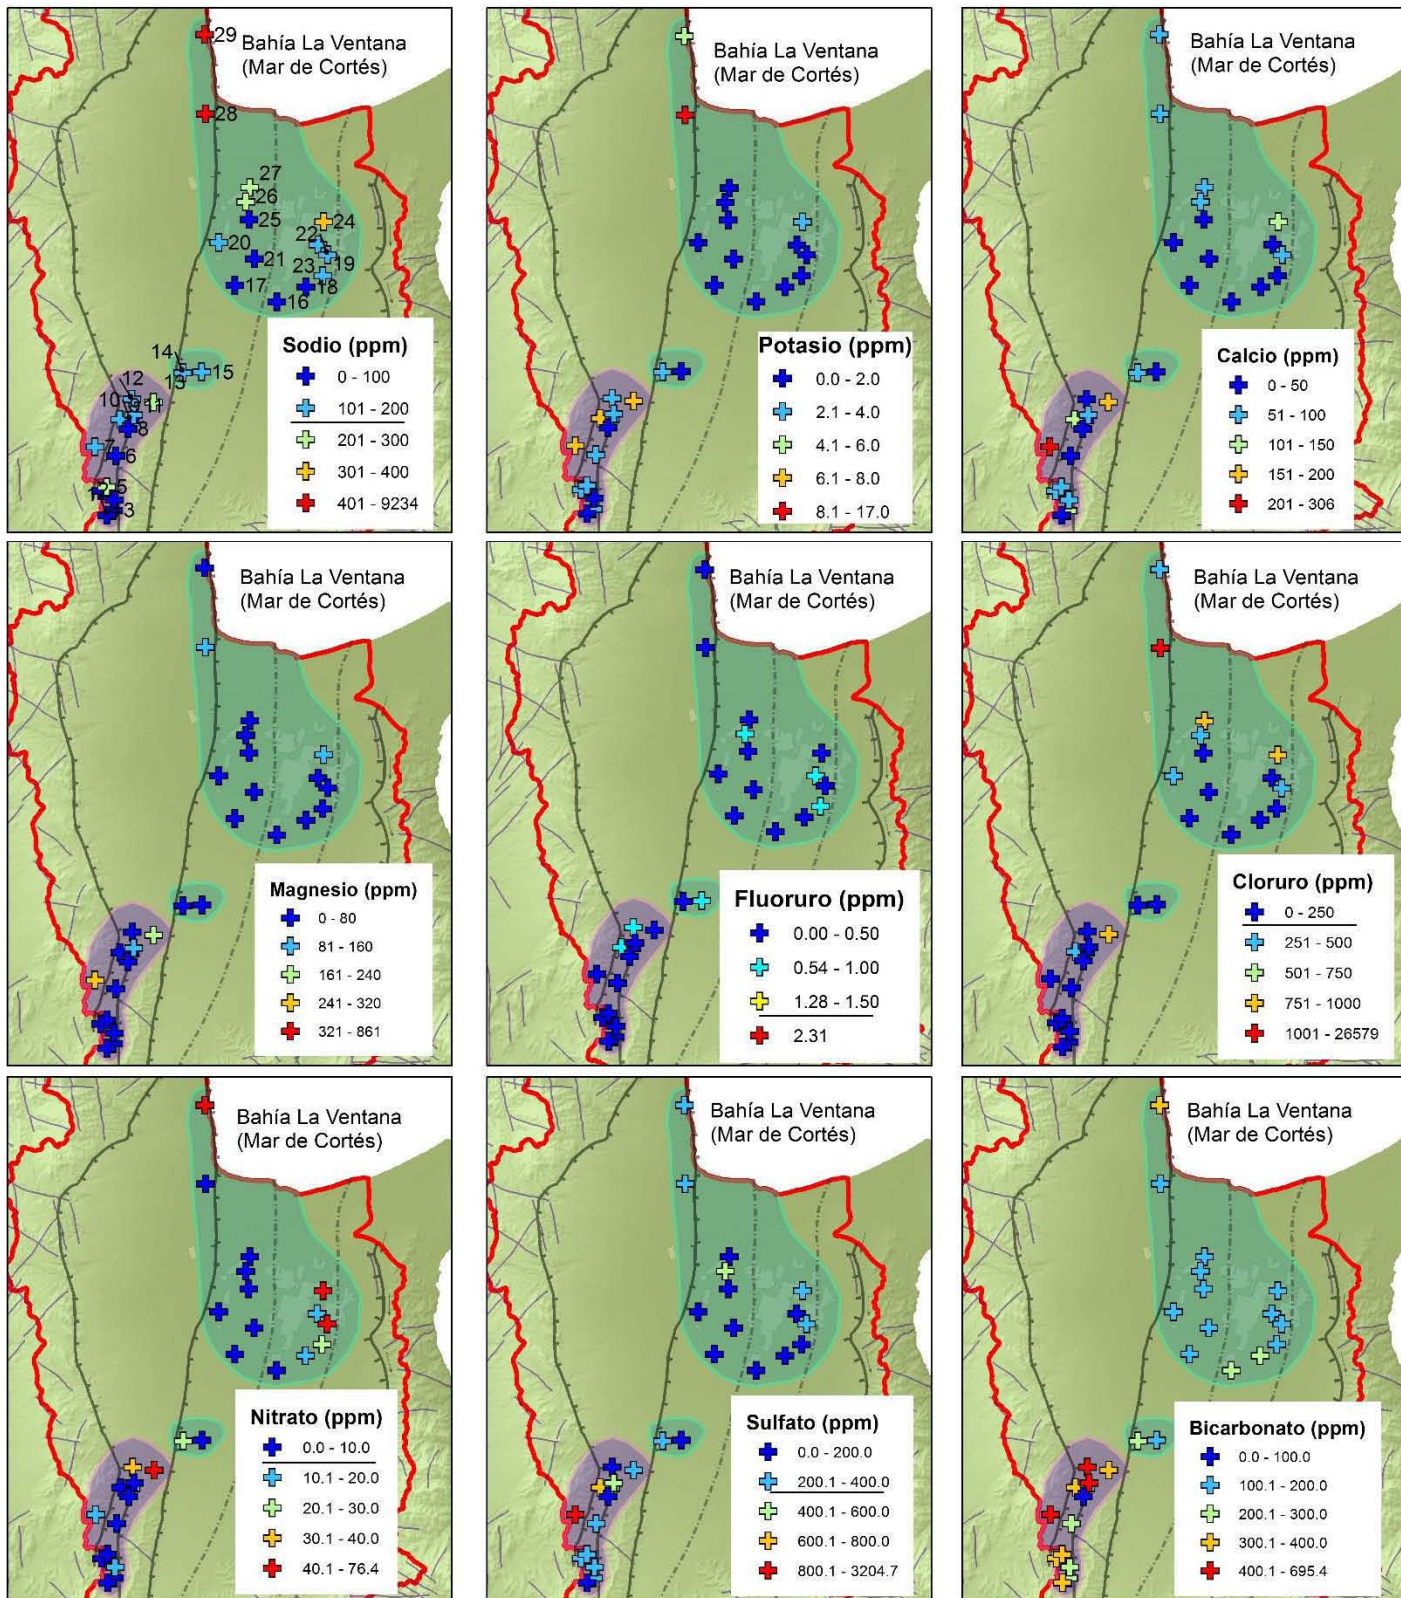 Bahía La Ventana
(Mar de Cortés)
29
28
27
26
25
24
22
20
21
23
19
17
18
16
14
15
13
12
10
11
9
8
7
6
5
3
Sodio (ppm)
0 - 100
101 - 200
201 - 300
301 - 400
401 - 9234
Bahía La Ventana
(Mar de Cortés)
Potasio (ppm)
0.0 - 2.0
2.1 - 4.0
4.1 - 6.0
6.1 - 8.0
8.1 - 17.0
Bahía La Ventana
(Mar de Cortés)
Calcio (ppm)
0 - 50
51 - 100
101 - 150
151 - 200
201 - 306
Bahía La Ventana
(Mar de Cortés)
Magnesio (ppm)
0 - 80
81 - 160
161 - 240
241 - 320
321 - 861
Bahía La Ventana
(Mar de Cortés)
Fluoruro (ppm)
0.00 - 0.50
0.54 - 1.00
1.28 - 1.50
2.31
Bahía La Ventana
(Mar de Cortés)
Cloruro (ppm)
0 - 250
251 - 500
501 - 750
751 - 1000
1001 - 26579
Bahía La Ventana
(Mar de Cortés)
Nitrato (ppm)
0.0 - 10.0
10.1 - 20.0
20.1 - 30.0
30.1 - 40.0
40.1 - 76.4
Bahía La Ventana
(Mar de Cortés)
Sulfato (ppm)
0.0 - 200.0
200.1 - 400.0
400.1 - 600.0
600.1 - 800.0
800.1 - 3204.7
Bahía La Ventana
(Mar de Cortés)
Bicarbonato (ppm)
0.0 - 100.0
100.1 - 200.0
200.1 - 300.0
300.1 - 400.0
400.1 - 695.4